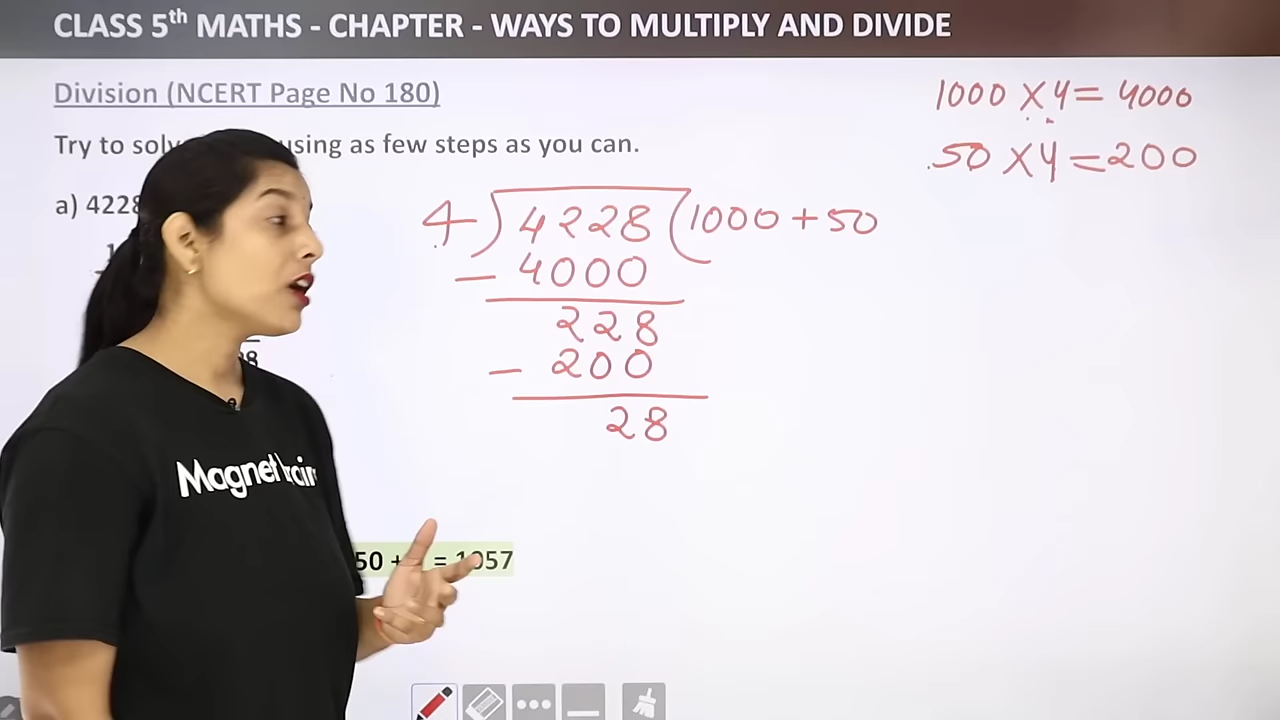 CLASS 5th MATHS - CHAPTER - WAYS TO MULTIPLY AND DIVIDE
Division (NCERT Page No 180)
Try to using as few steps as you can.
a) 4228
4 ) 4228 ( 1000 + 50
- 4000
228
- 200
28
1000 X 4 = 4000
50 X 4 = 200
= 1057
Magnet